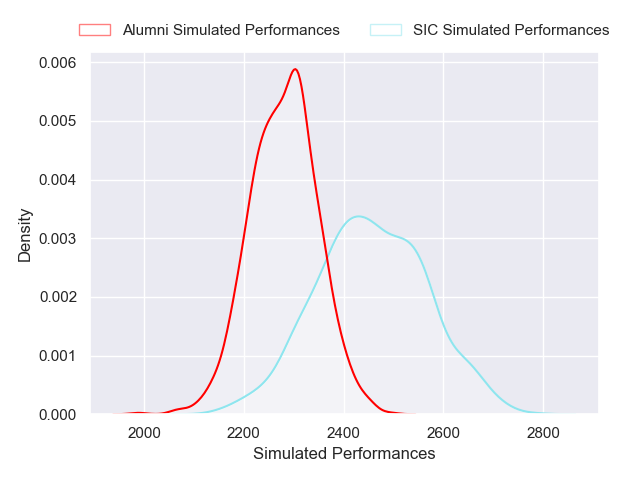 Alumni Simulated Performances SIC Simulated Performances
0.006
0.005
0.004
0.003
0.002
0.001
0.000
Density
2000 2200 2400 2600 2800
Simulated Performances